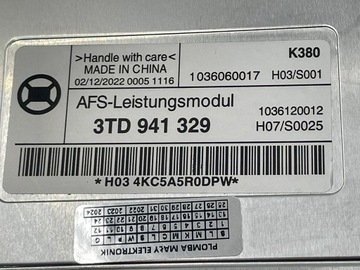 >Handle with care<
K380
MADE IN CHINA
02/12/2022 0005 1116
1036060017 H03/S001
AFS-Leistungsmodul
1036120012
3TD 941 329
H07/S0025
*H03 4KC5A5R0DPW*
PLOMBA MAŁY ELEKTRONIK